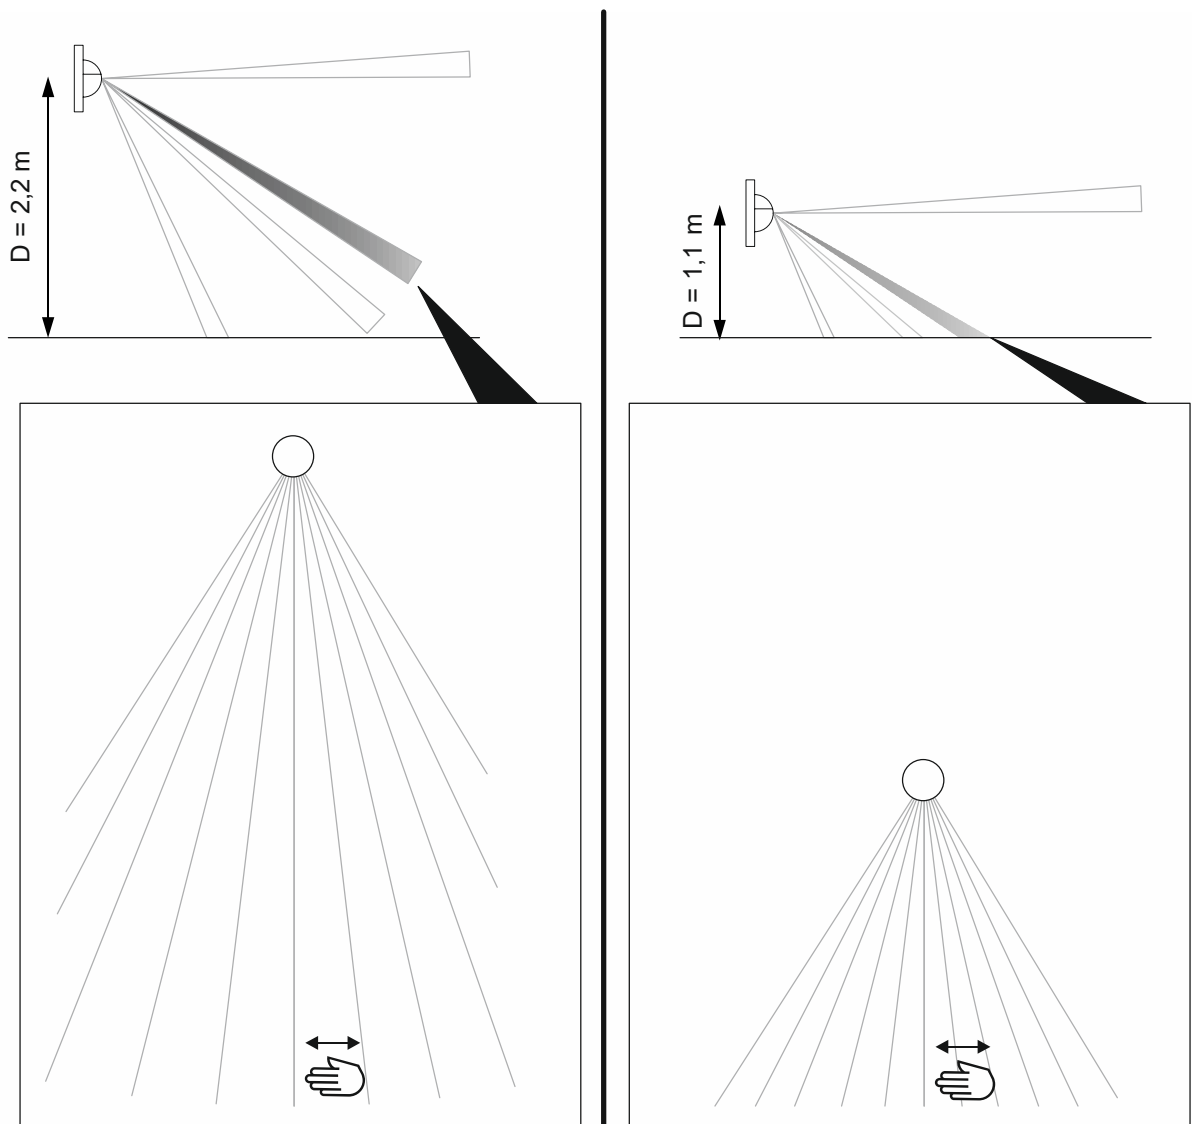 D = 2,2 m
D = 1,1 m